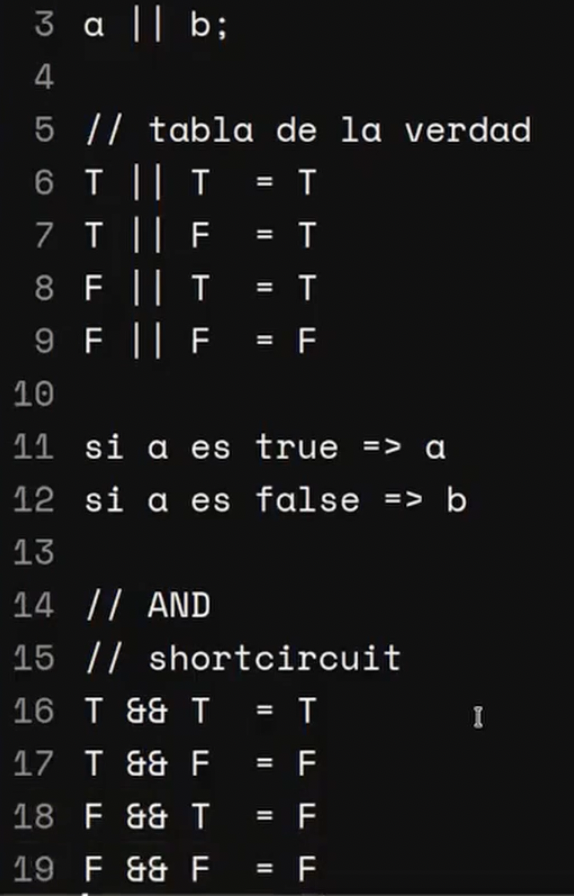 3 a || b;
4
5 // tabla de la verdad
6 T || T  = T
7 T || F  = T
8 F || T  = T
9 F || F  = F
10
11 si a es true => a
12 si a es false => b
13
14 // AND
15 // shortcircuit
16 T && T  = T
17 T && F  = F
18 F && T  = F
19 F && F  = F